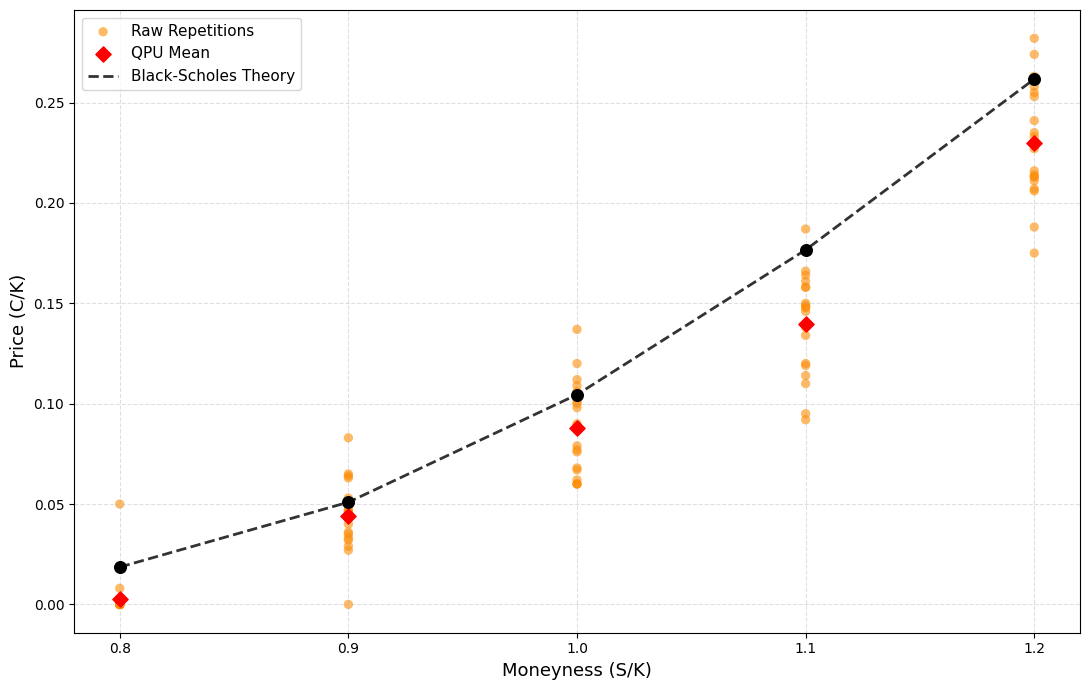 Raw Repetitions
QPU Mean
Black-Scholes Theory
Price (C/K)
0.25
0.20
0.15
0.10
0.05
0.00
0.8 0.9 1.0 1.1 1.2
Moneyness (S/K)